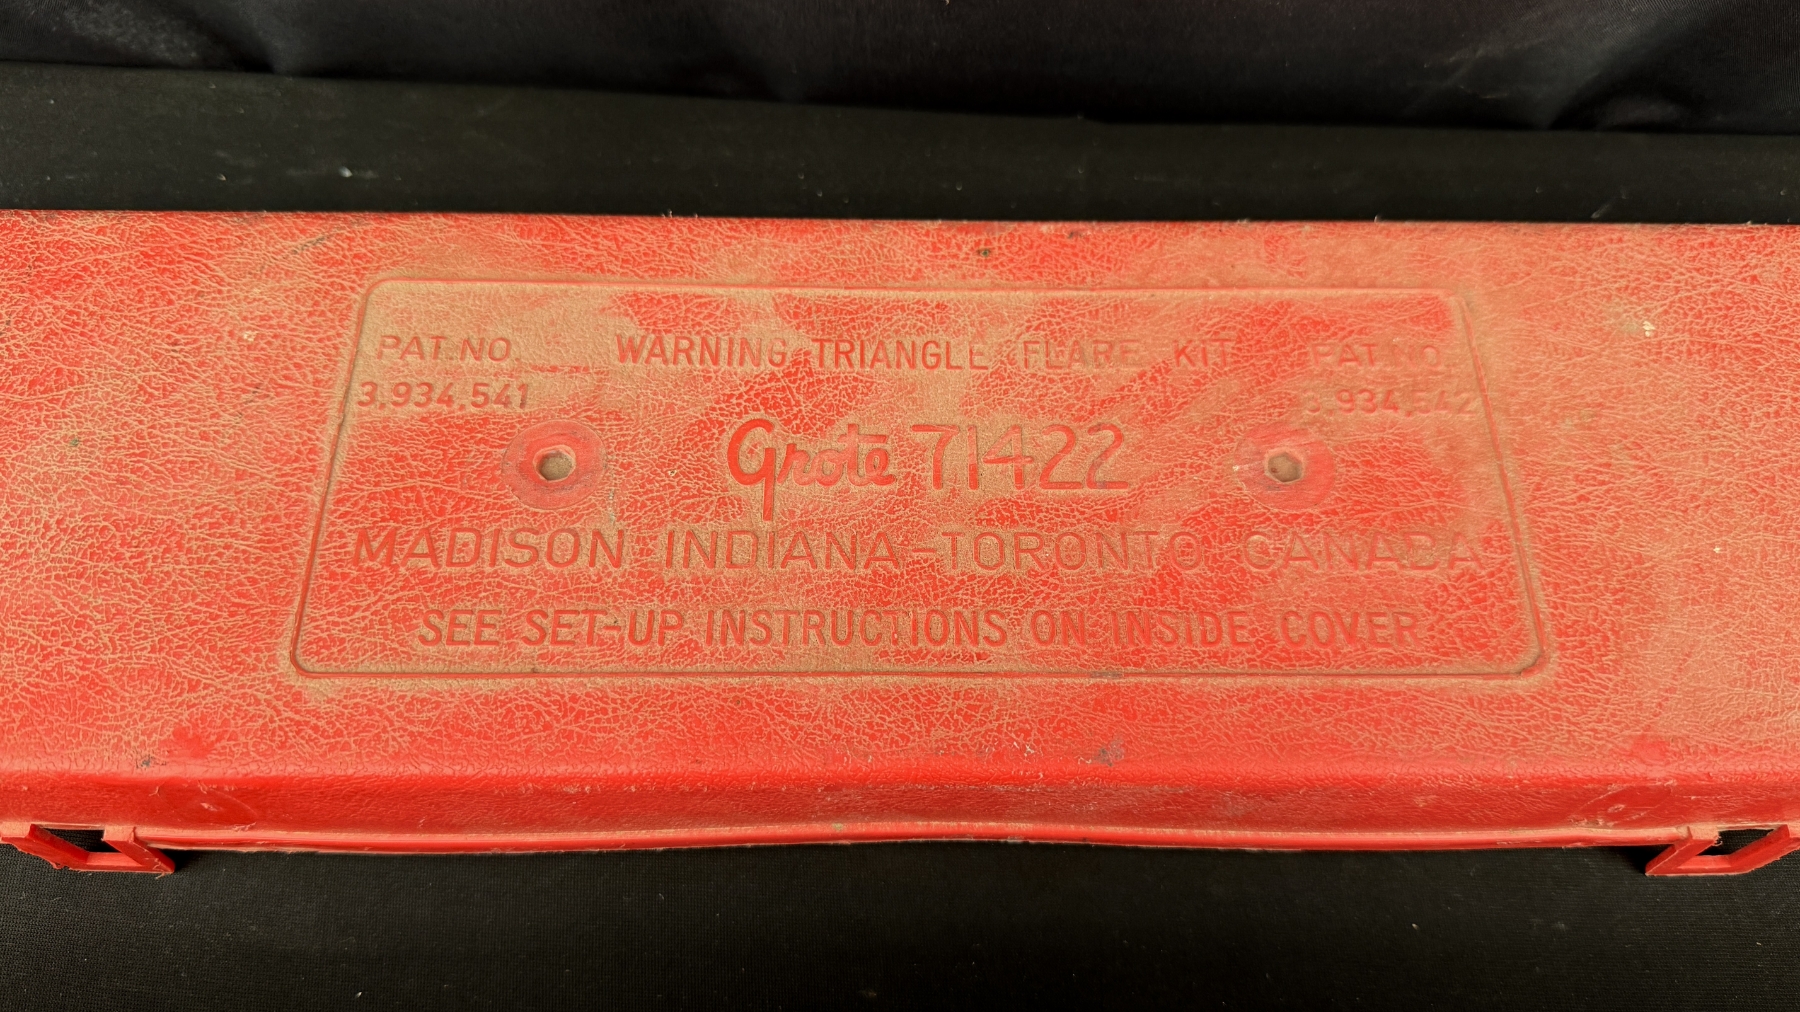 PAT. NO. WARNING TRIANGLE FLARE KIT PAT. NO.
3,934,541 3,934,542
Grote 71422
MADISON INDIANA-TORONTO CANADA
SEE SET-UP INSTRUCTIONS ON INSIDE COVER